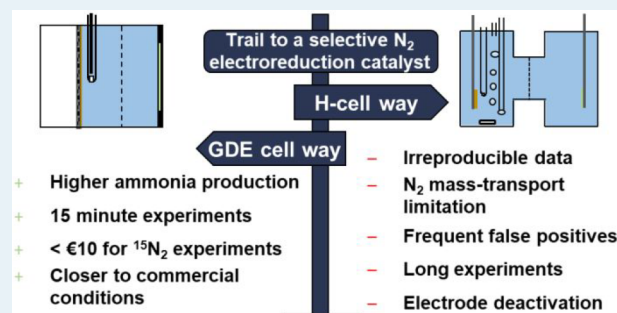 Trail to a selective N₂
electroreduction catalyst
H-cell way
GDE cell way
+ Higher ammonia production
+ 15 minute experiments
+ < €10 for ¹⁵N₂ experiments
+ Closer to commercial
conditions
– Irreproducible data
– N₂ mass-transport
limitation
– Frequent false positives
– Long experiments
– Electrode deactivation